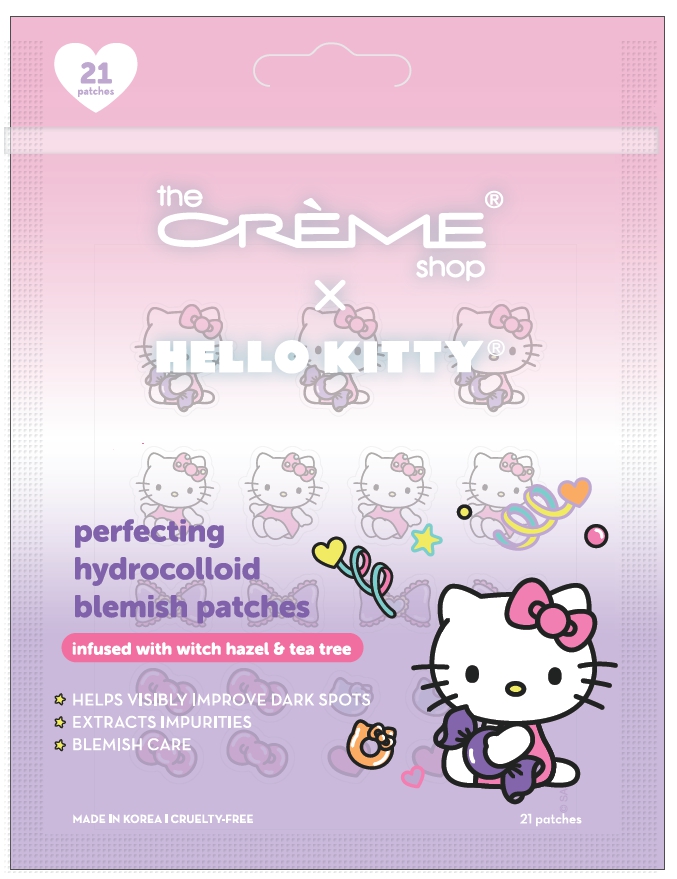 21
patches
the
CRÈME®
shop
×
HELLO KITTY®
perfecting
hydrocolloid
blemish patches
infused with witch hazel & tea tree
HELPS VISIBLY IMPROVE DARK SPOTS
EXTRACTS IMPURITIES
BLEMISH CARE
MADE IN KOREA I CRUELTY-FREE
21 patches